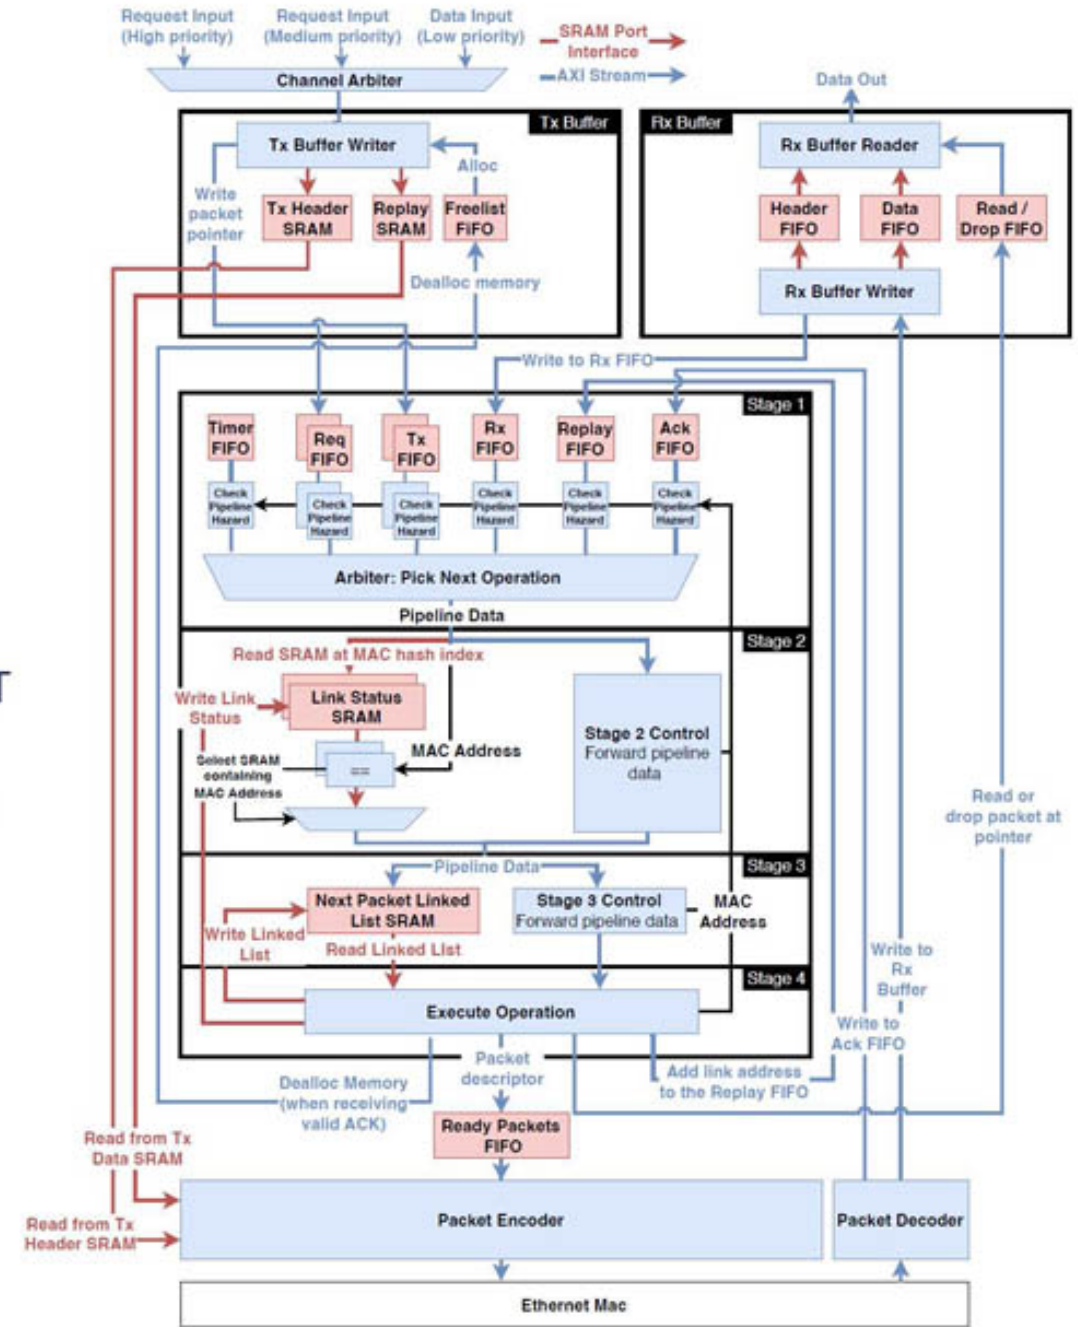 Request Input
(High priority)
Request Input
(Medium priority)
Data Input
(Low priority)
SRAM Port
Interface
AXI Stream
Channel Arbiter
Data Out
Tx Buffer
Rx Buffer
Tx Buffer Writer
Rx Buffer Reader
Alloc
Write
packet
pointer
Tx Header
SRAM
Replay
SRAM
Freelist
FiFO
Header
FIFO
Data
FIFO
Read /
Drop FIFO
Dealloc memory
Rx Buffer Writer
Write to Rx FIFO
Stage 1
Timer
FIFO
Req
FIFO
Tx
FIFO
Rx
FIFO
Replay
FIFO
Ack
FIFO
Check
Pipeline
Hazard
Check
Pipeline
Hazard
Check
Pipeline
Hazard
Check
Pipeline
Hazard
Check
Pipeline
Hazard
Check
Pipeline
Hazard
Arbiter: Pick Next Operation
Pipeline Data
Stage 2
Read SRAM at MAC hash index
Write Link
Status
Link Status
SRAM
Stage 2 Control
Forward pipeline
data
MAC Address
==
Select SRAM
containing
MAC Address
Read or
drop packet at
pointer
T
Stage 3
Pipeline Data
Next Packet Linked
List SRAM
Stage 3 Control
Forward pipeline data
MAC
Address
Write Linked
List
Read Linked List
Write to
Rx
Buffer
Stage 4
Execute Operation
Write to
Ack FIFO
Packet
descriptor
Add link address
to the Replay FIFO
Dealloc Memory
(when receiving
valid ACK)
Ready Packets
FIFO
Read from Tx
Data SRAM
Read from Tx
Header SRAM
Packet Encoder
Packet Decoder
Ethernet Mac